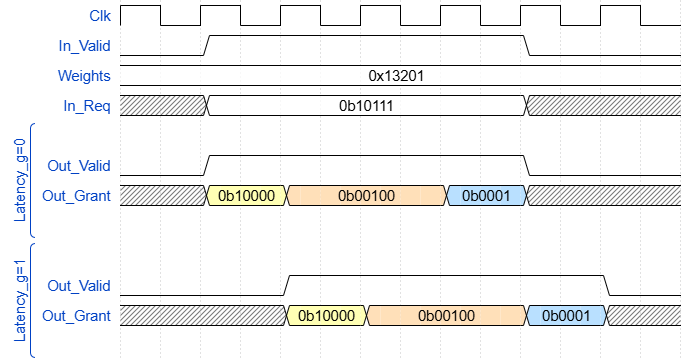 Clk
In_Valid
Weights
0x13201
In_Req
0b10111
Latency_g=0
Out_Valid
Out_Grant
0b10000
0b00100
0b0001
Latency_g=1
Out_Valid
Out_Grant
0b10000
0b00100
0b0001